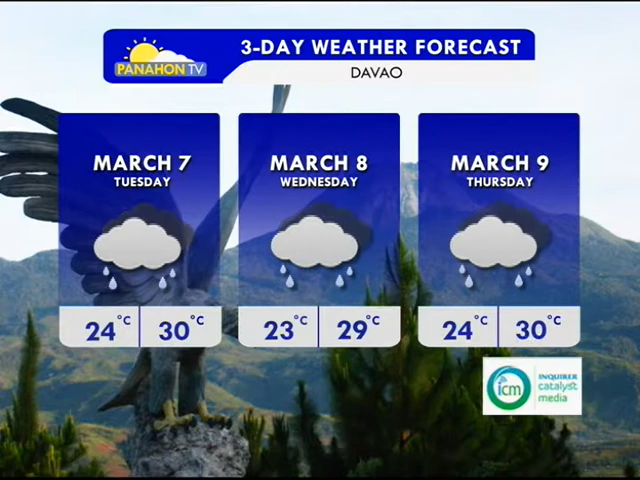 PANAHON TV
3-DAY WEATHER FORECAST
DAVAO
MARCH 7
TUESDAY
24°C 30°C
MARCH 8
WEDNESDAY
23°C 29°C
MARCH 9
THURSDAY
24°C 30°C
icm
INQUIRER
catalyst
media